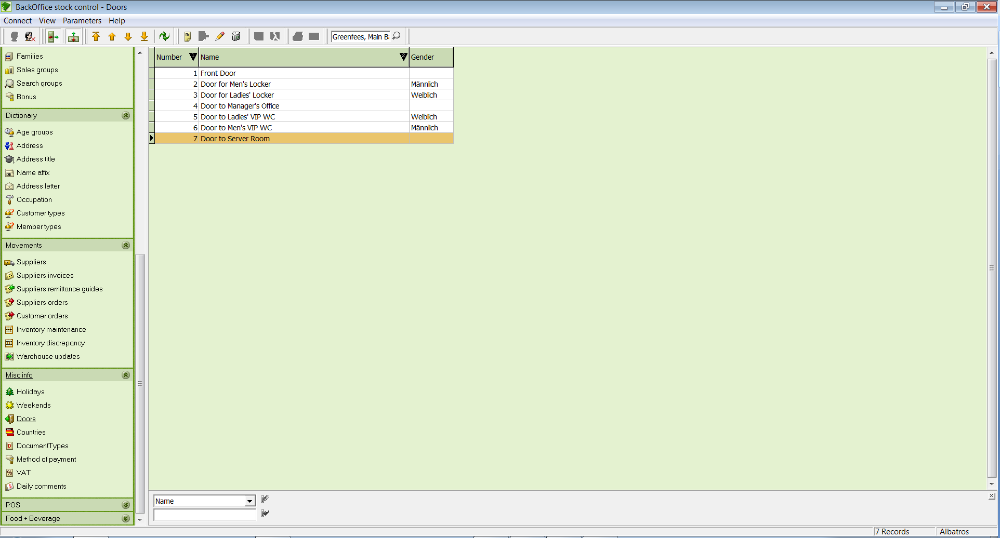 BackOffice stock control - Doors
Connect View Parameters Help
Greenfees, Main Ba
Families
Sales groups
Search groups
Bonus
Dictionary
Age groups
Address
Address title
Name affix
Address letter
Occupation
Customer types
Member types
Movements
Suppliers
Suppliers invoices
Suppliers remittance guides
Suppliers orders
Customer orders
Inventory maintenance
Inventory discrepancy
Warehouse updates
Misc info
Holidays
Weekends
Doors
Countries
DocumentTypes
Method of payment
VAT
Daily comments
POS
Food + Beverage
Number 1 Name 2 Gender
1 Front Door
2 Door for Men's Locker Männlich
3 Door for Ladies' Locker Weiblich
4 Door to Manager's Office
5 Door to Ladies' VIP WC Weiblich
6 Door to Men's VIP WC Männlich
7 Door to Server Room
Name
7 Records Albatros